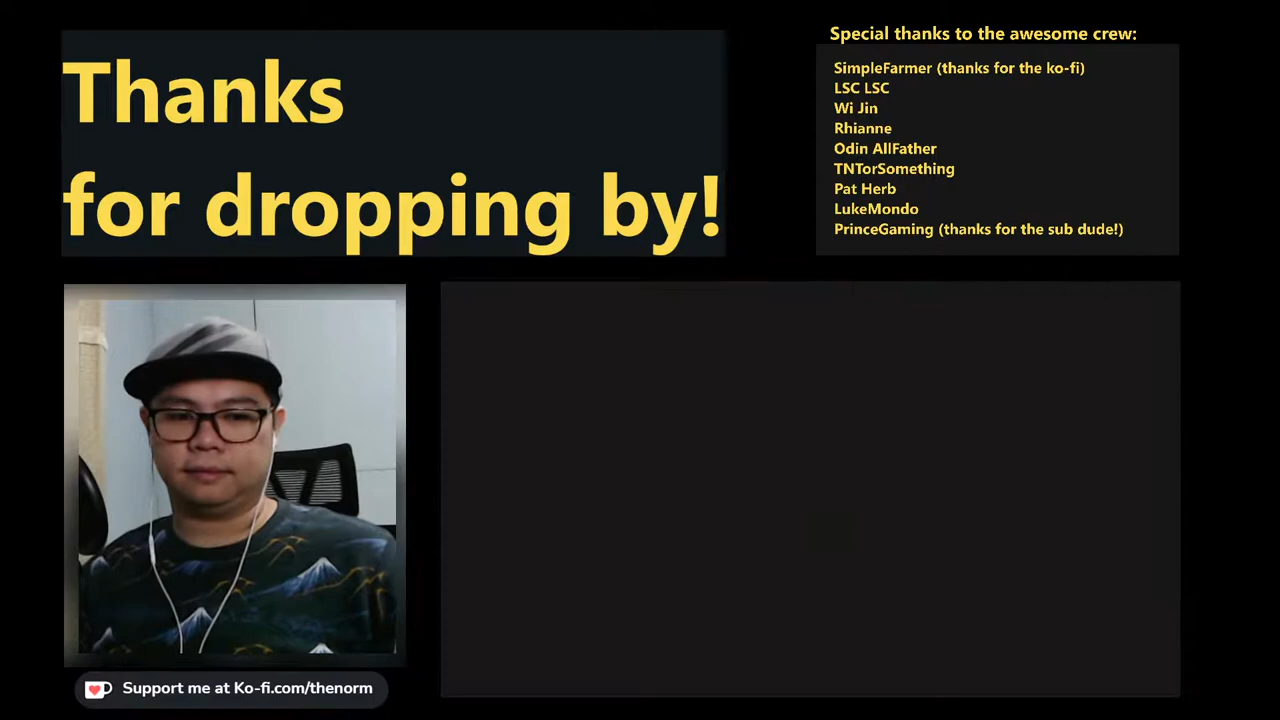 Thanks
for dropping by!
Special thanks to the awesome crew:
SimpleFarmer (thanks for the ko-fi)
LSC LSC
Wi Jin
Rhianne
Odin AllFather
TNTorSomething
Pat Herb
LukeMondo
PrinceGaming (thanks for the sub dude!)
Support me at Ko-fi.com/thenorm